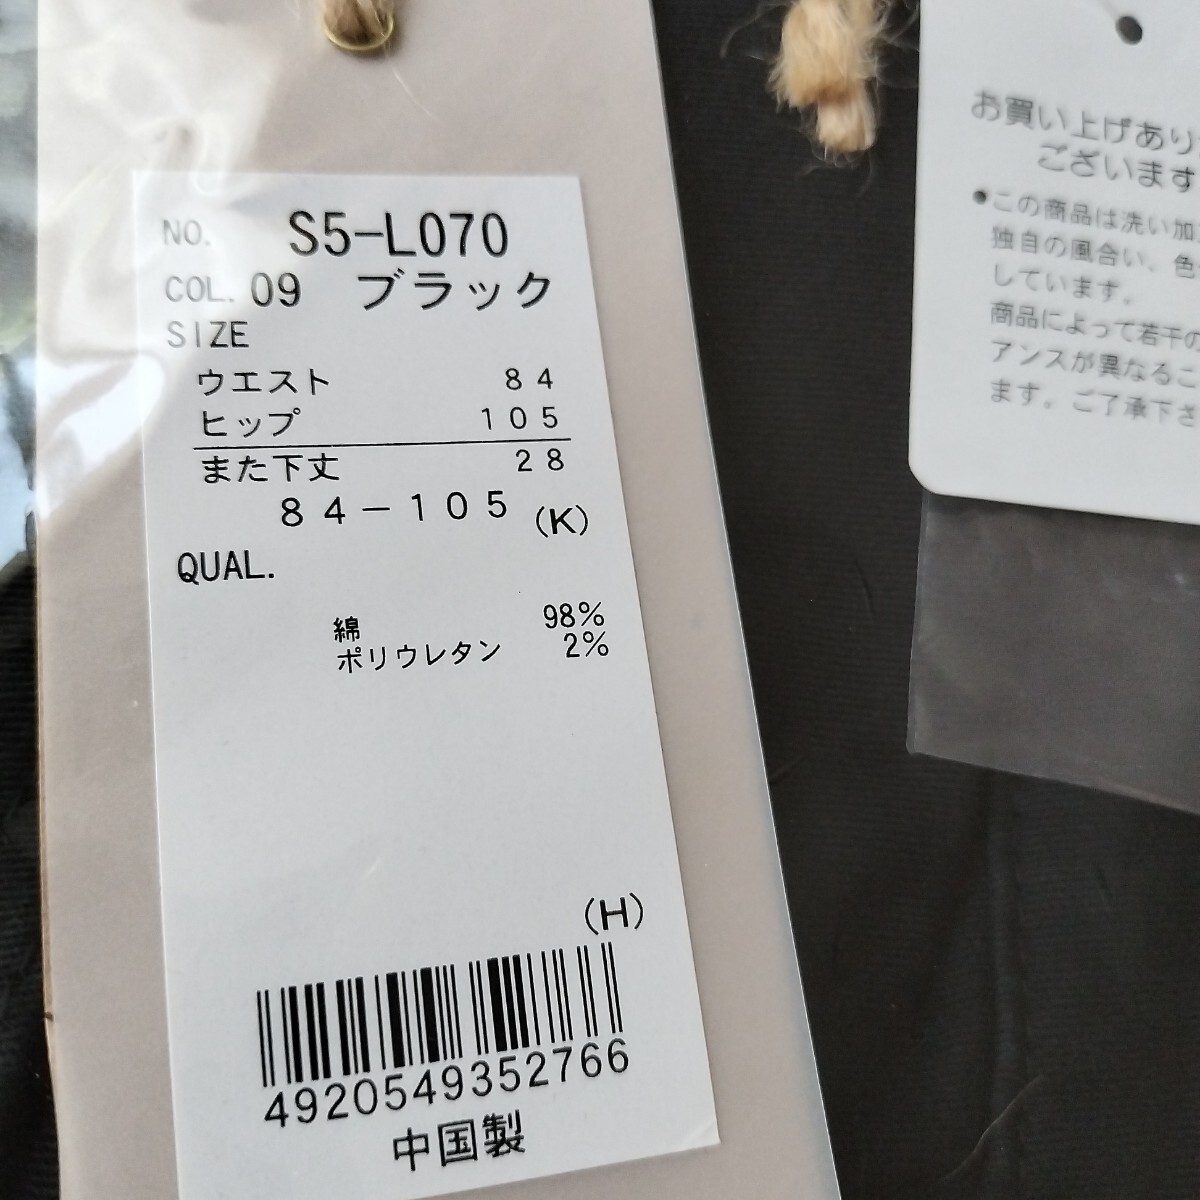 NO. S5-L070
COL. 09 ブラック
SIZE
ウエスト 84
ヒップ 105
また下丈 28
84-105 (K)
QUAL.
綿 98%
ポリウレタン 2%
(H)
4920549352766
中国製
お買い上げあり
ございます
●この商品は洗い加
独自の風合い、色
しています。
商品によって若干の
アンスが異なるこ
ます。ご了承下さ